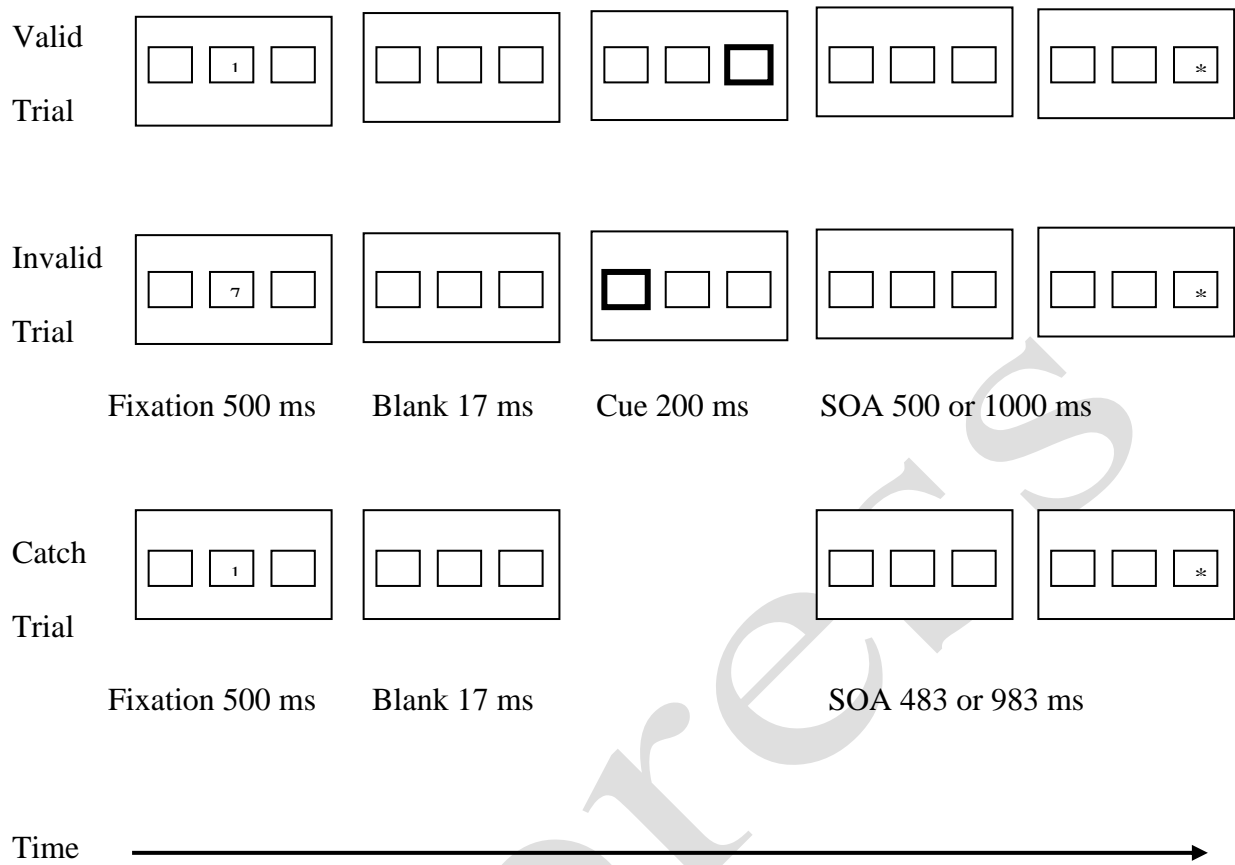 Valid
Trial
1
*
Invalid
Trial
7
*
Fixation 500 ms Blank 17 ms Cue 200 ms SOA 500 or 1000 ms
Catch
Trial
1
*
Fixation 500 ms Blank 17 ms SOA 483 or 983 ms
Time
ress